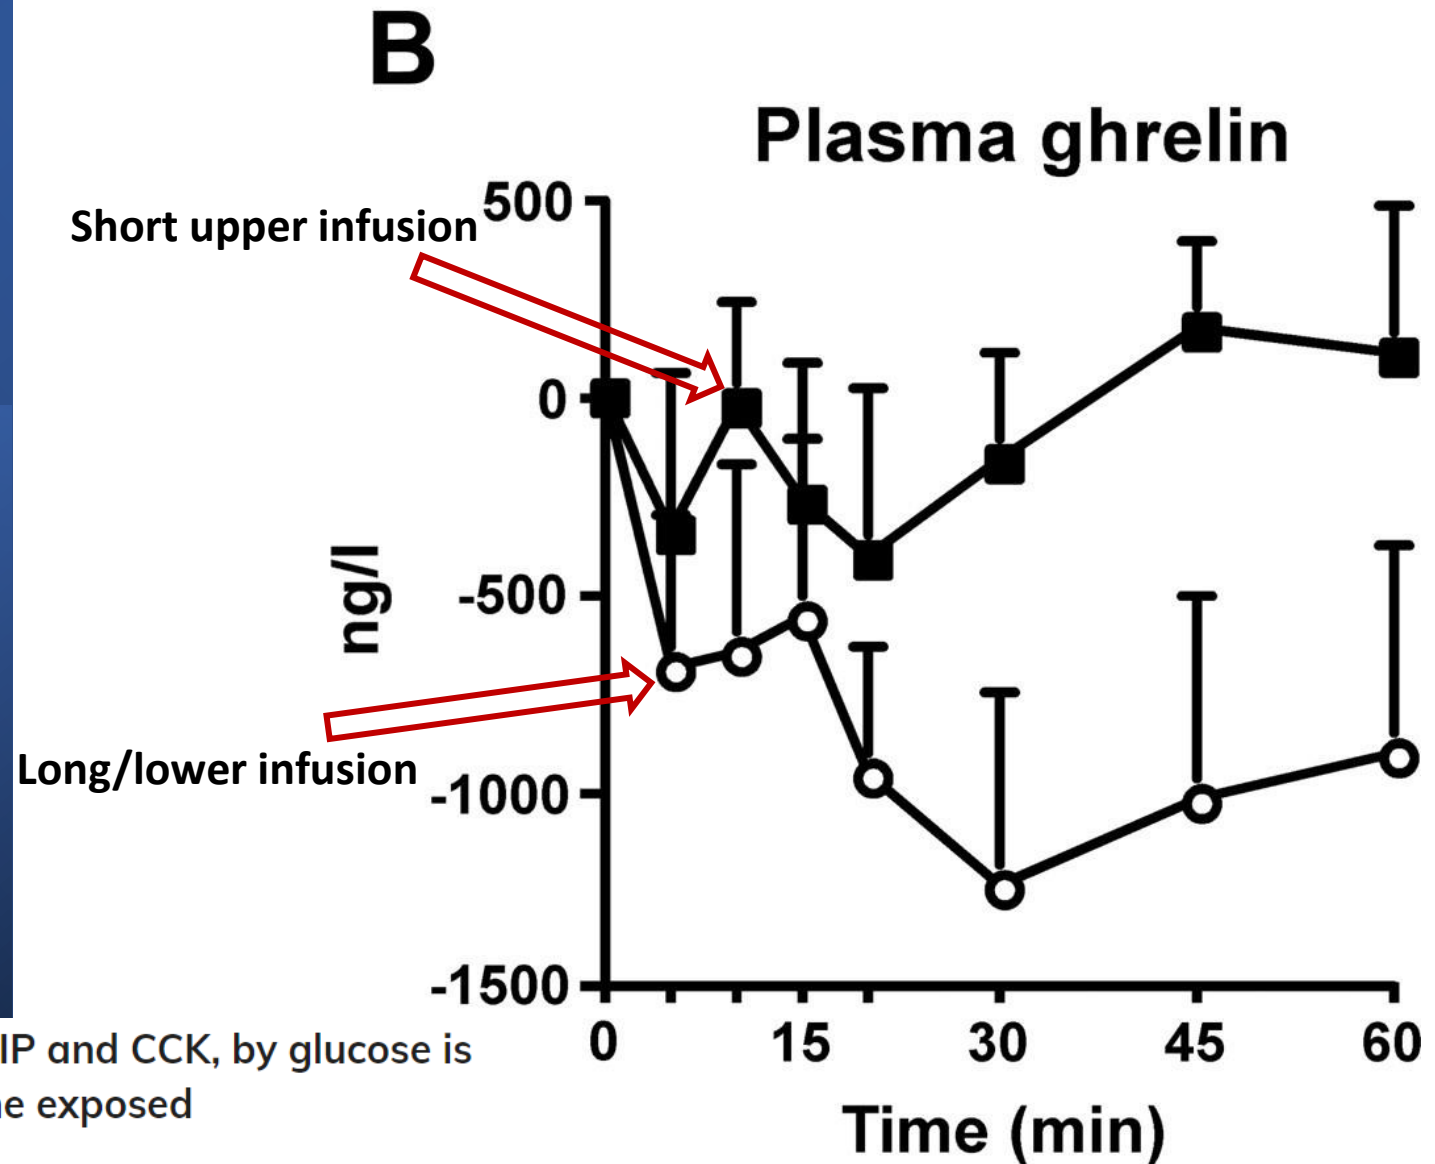 B
Plasma ghrelin
Short upper infusion
Long/lower infusion
ng/l
500
0
-500
-1000
-1500
0 15 30 45 60
Time (min)
and CCK, by glucose is
exposed